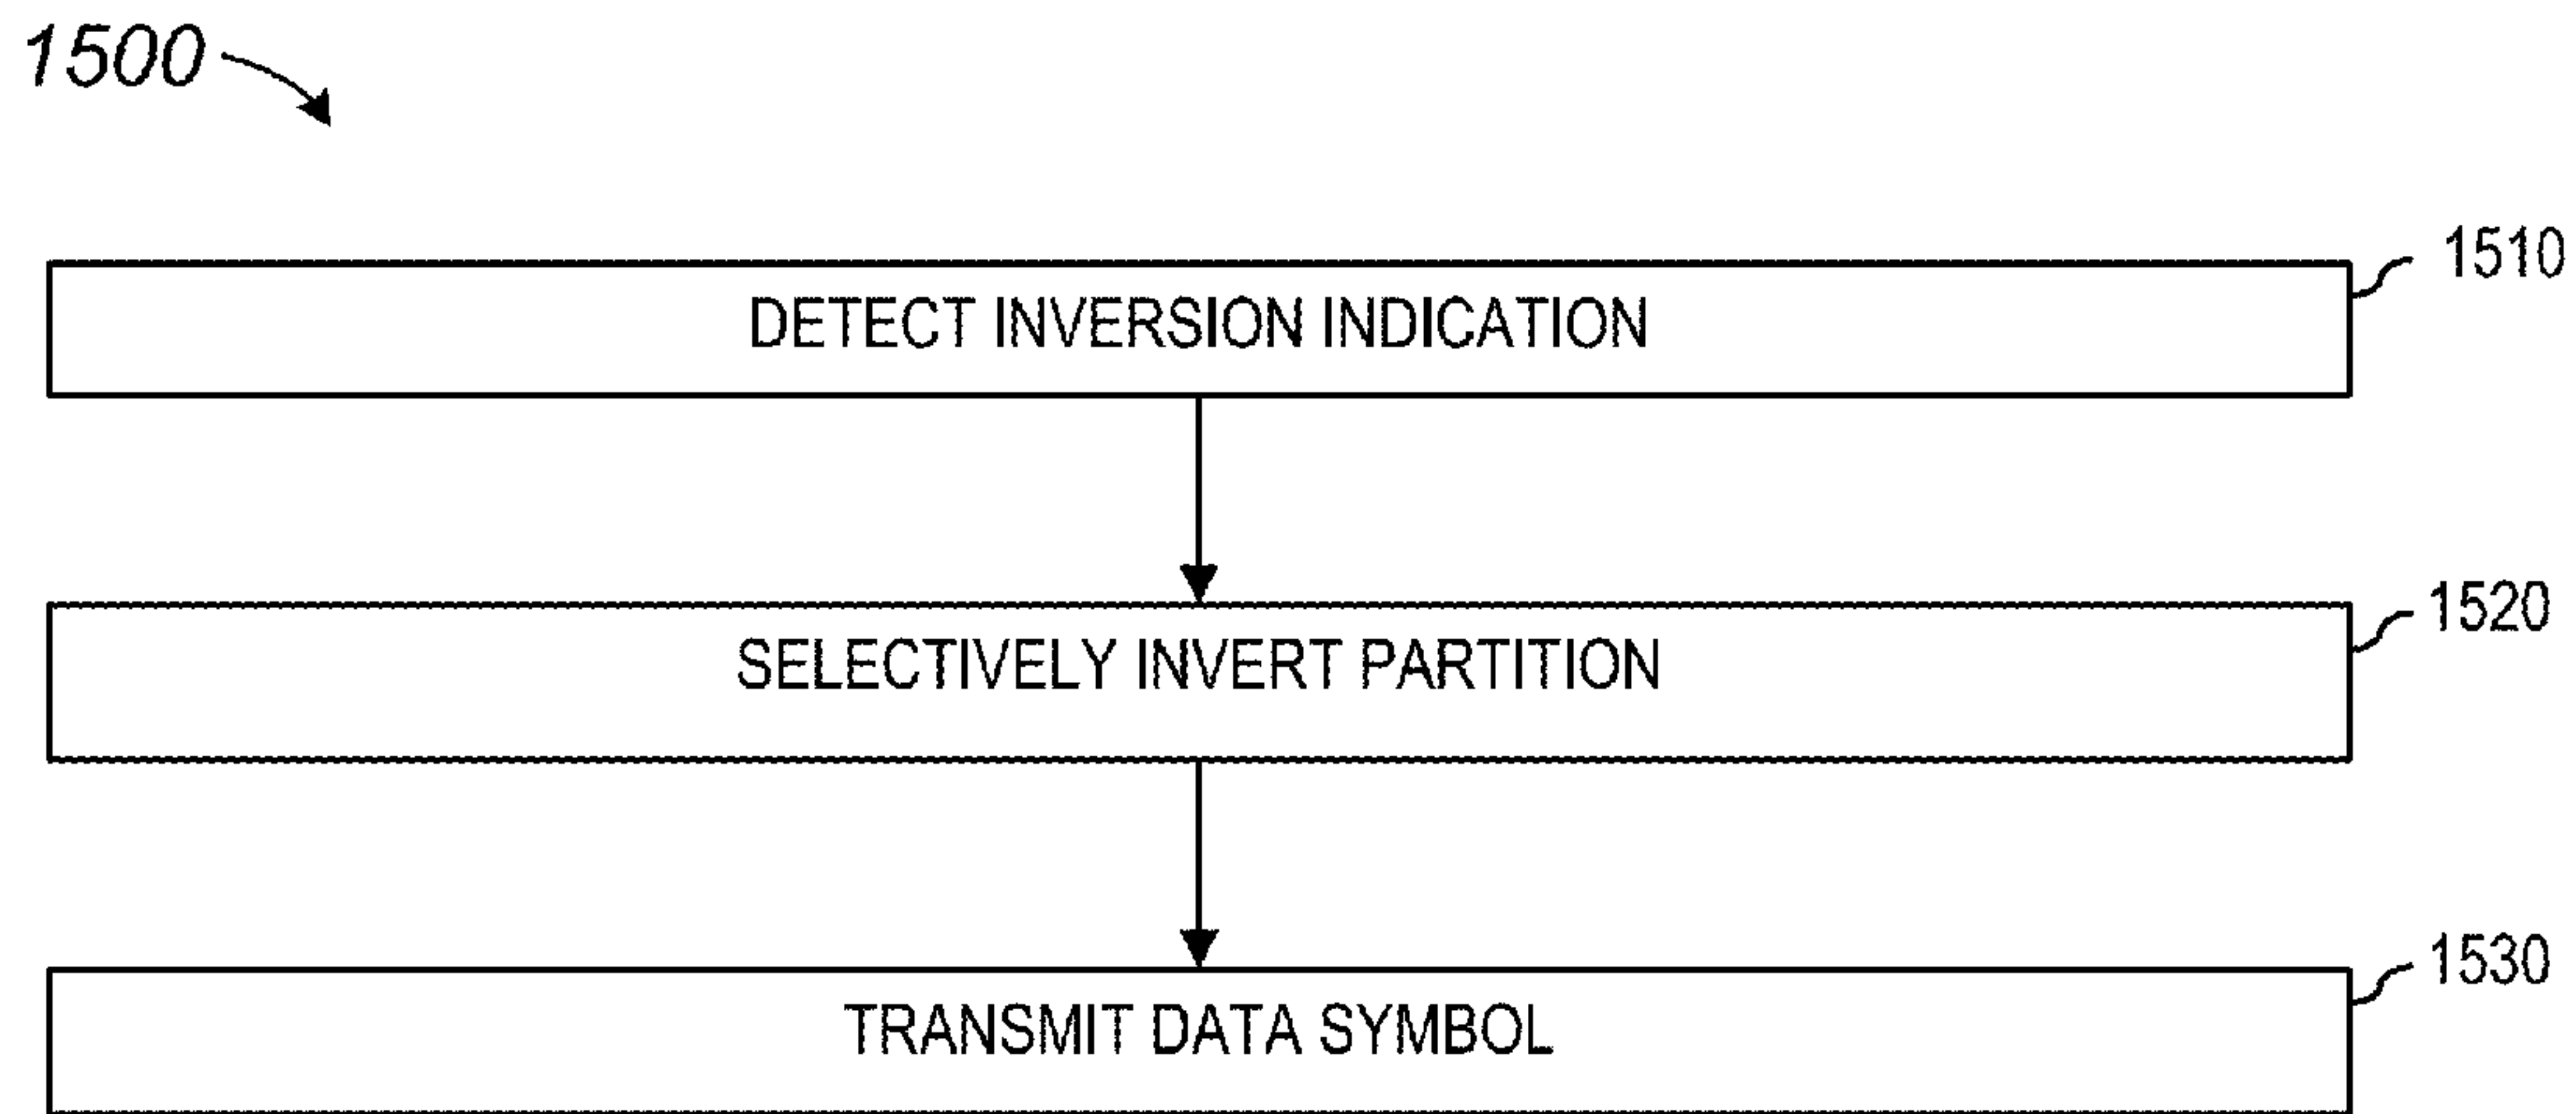 1500
1510
DETECT INVERSION INDICATION
1520
SELECTIVELY INVERT PARTITION
1530
TRANSMIT DATA SYMBOL